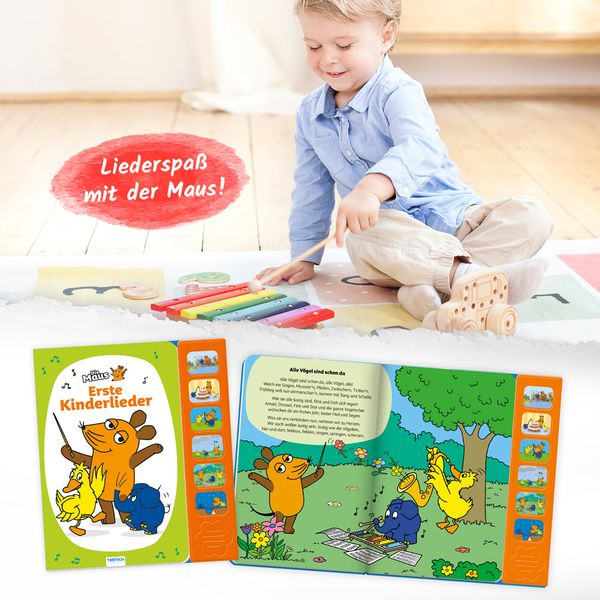 Liederspaß
mit der Maus!
Die
Maus
Erste
Kinderlieder
TRÖTSCH
Alle Vögel sind schon da
Alle Vögel sind schon da, alle Vögel, alle!
Welch ein Singen, Musizier'n, Pfeifen, Zwitschern, Tirilier'n.
Frühling will nun einmarschier'n, kommt mit Sang und Schalle.
Wie sie alle lustig sind, flink und froh sich regen!
Amsel, Drossel, Fink und Star und die ganze Vogelschar
wünschen dir ein frohes Jahr, lauter Heil und Segen.
Was sie uns verkünden nun, nehmen wir zu Herzen.
Wir auch wollen lustig sein, lustig wie die Vögelein,
hier und dort, feldaus, feldein, singen, springen, scherzen.